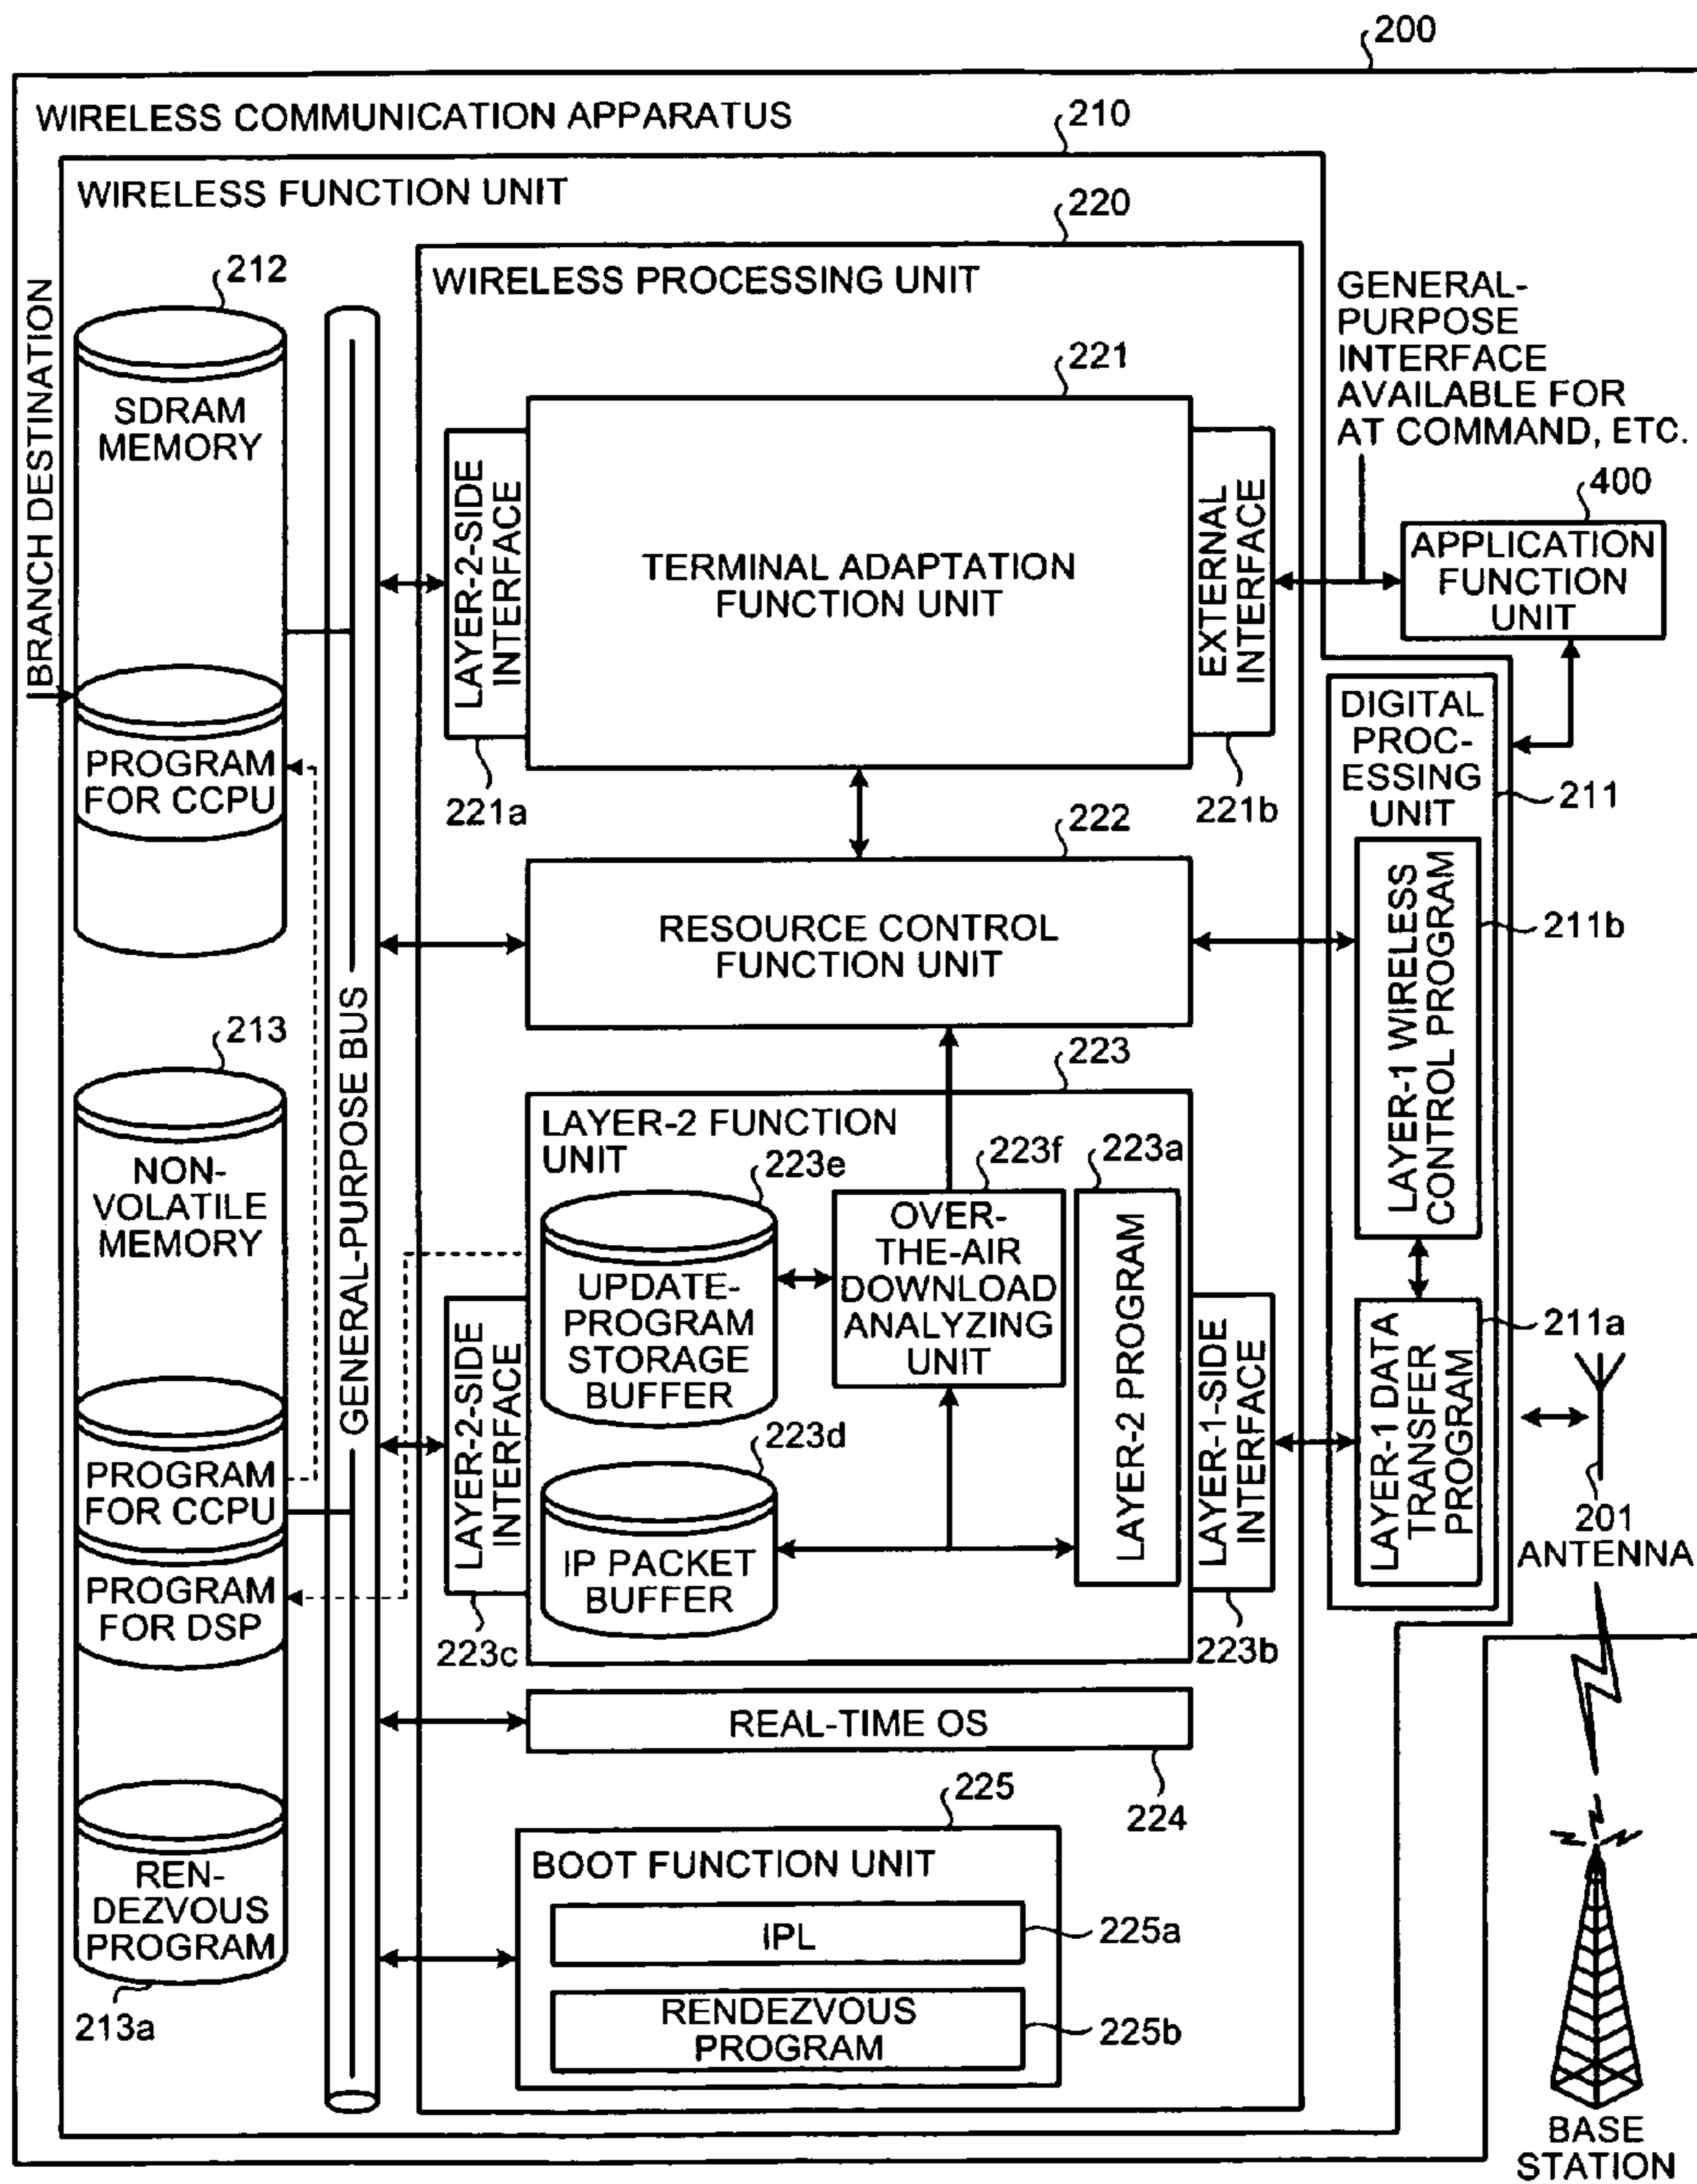 200
WIRELESS COMMUNICATION APPARATUS
210
WIRELESS FUNCTION UNIT
220
WIRELESS PROCESSING UNIT
BRANCH DESTINATION
212
SDRAM
MEMORY
PROGRAM
FOR CCPU
GENERAL-PURPOSE BUS
221
LAYER-2-SIDE
INTERFACE
TERMINAL ADAPTATION
FUNCTION UNIT
EXTERNAL
INTERFACE
221a
221b
GENERAL-
PURPOSE
INTERFACE
AVAILABLE FOR
AT COMMAND, ETC.
400
APPLICATION
FUNCTION
UNIT
DIGITAL
PROC-
ESSING
UNIT
211
LAYER-1 WIRELESS
CONTROL PROGRAM
211b
222
RESOURCE CONTROL
FUNCTION UNIT
213
NON-
VOLATILE
MEMORY
PROGRAM
FOR CCPU
PROGRAM
FOR DSP
REN-
DEZVOUS
PROGRAM
213a
223
LAYER-2 FUNCTION
UNIT
223e
UPDATE-
PROGRAM
STORAGE
BUFFER
223f
OVER-
THE-AIR
DOWNLOAD
ANALYZING
UNIT
223a
LAYER-2 PROGRAM
223d
IP PACKET
BUFFER
LAYER-2-SIDE
INTERFACE
223c
LAYER-1-SIDE
INTERFACE
223b
LAYER-1 DATA
TRANSFER
PROGRAM
211a
201
ANTENNA
REAL-TIME OS
224
225
BOOT FUNCTION UNIT
IPL
225a
RENDEZVOUS
PROGRAM
225b
BASE
STATION